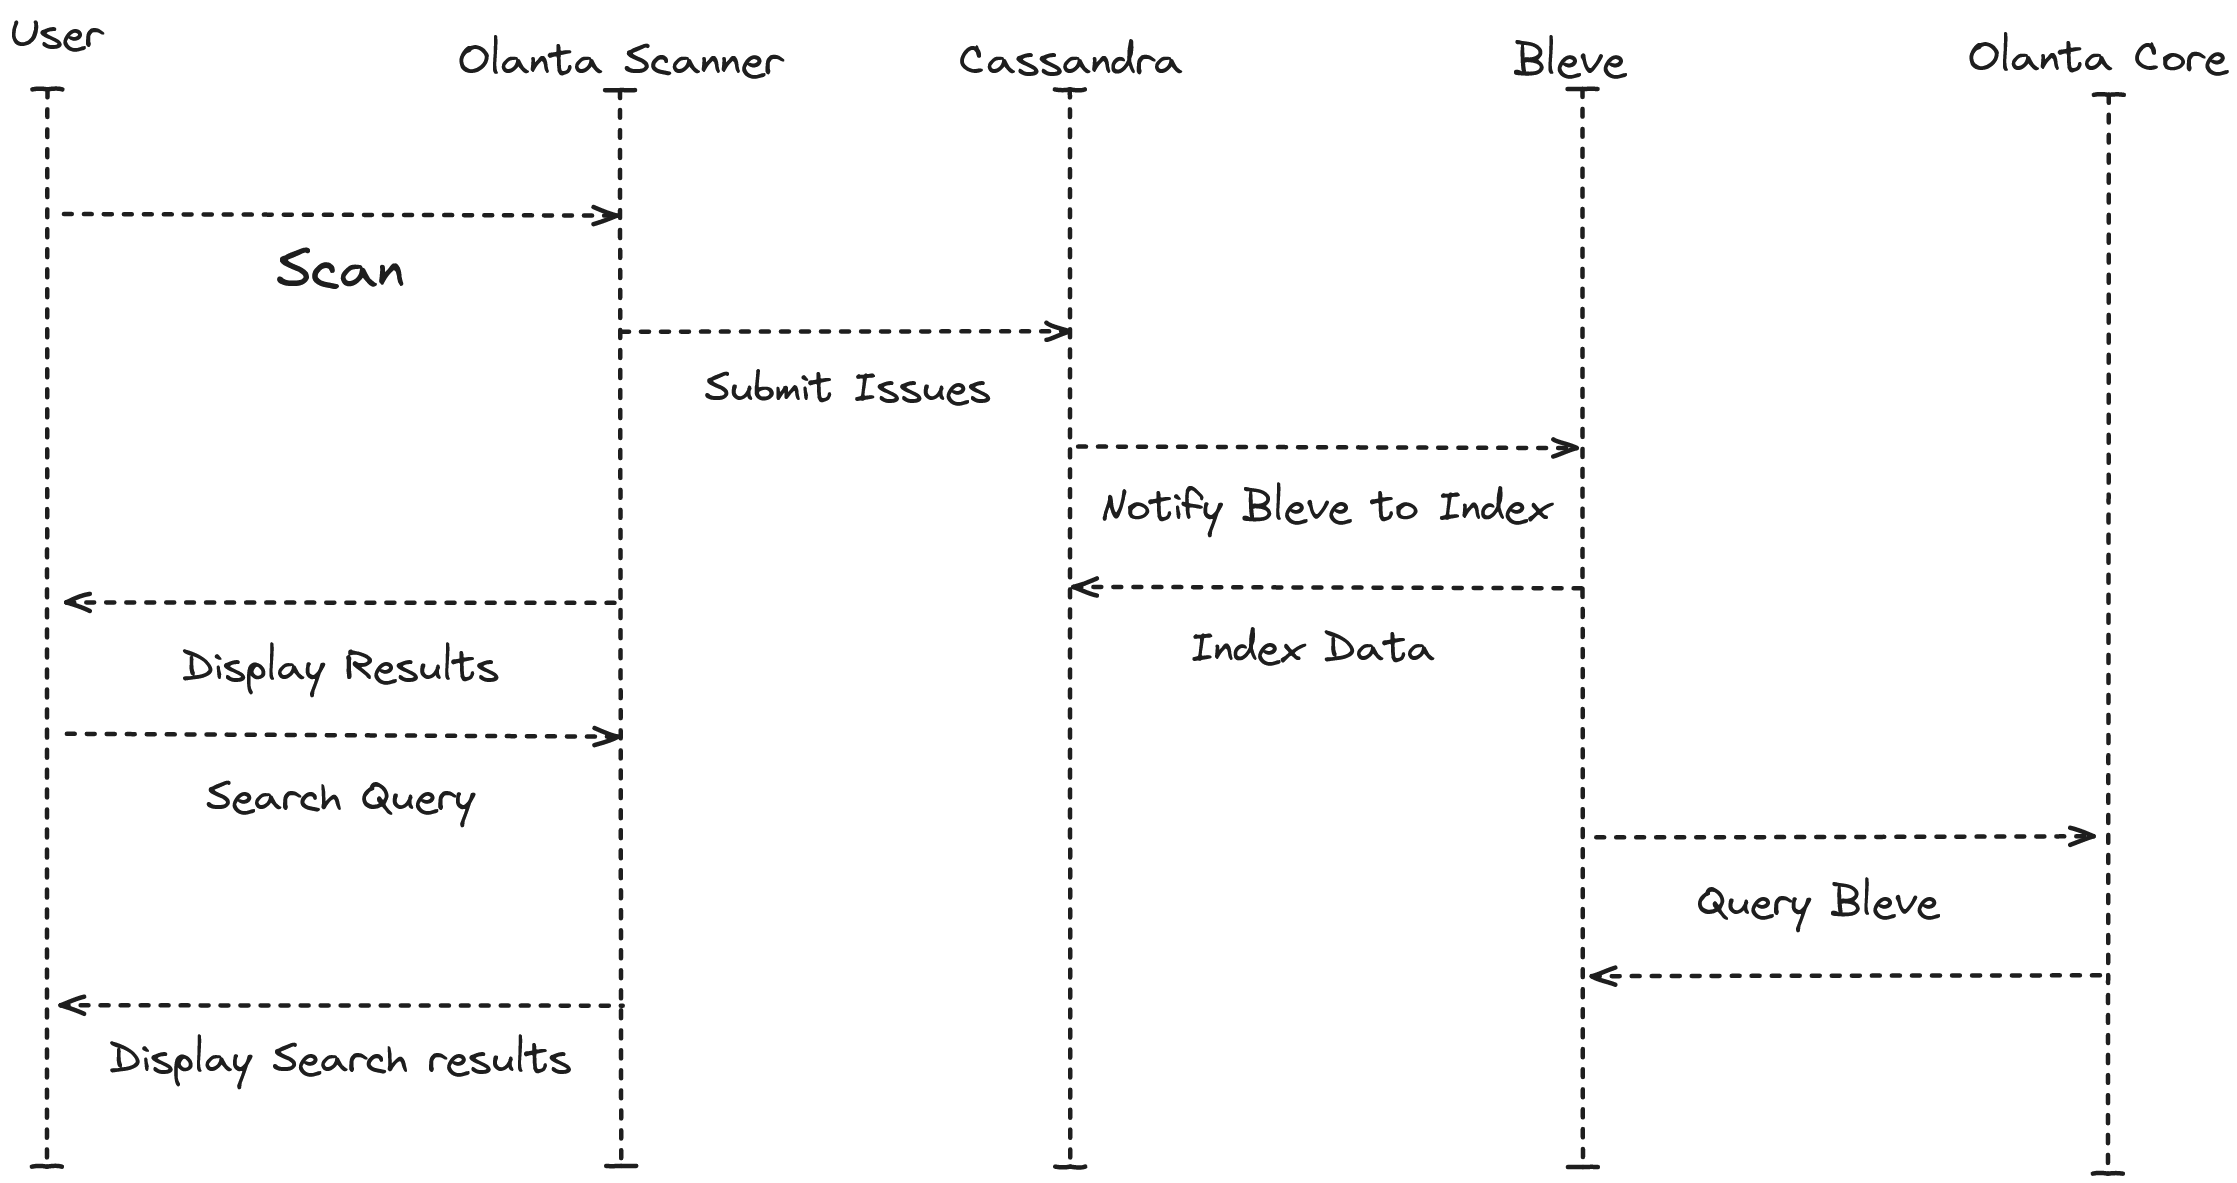 User
Olanta Scanner
Cassandra
Bleve
Olanta Core
Scan
Submit Issues
Notify Bleve to Index
Index Data
Display Results
Search Query
Query Bleve
Display Search results